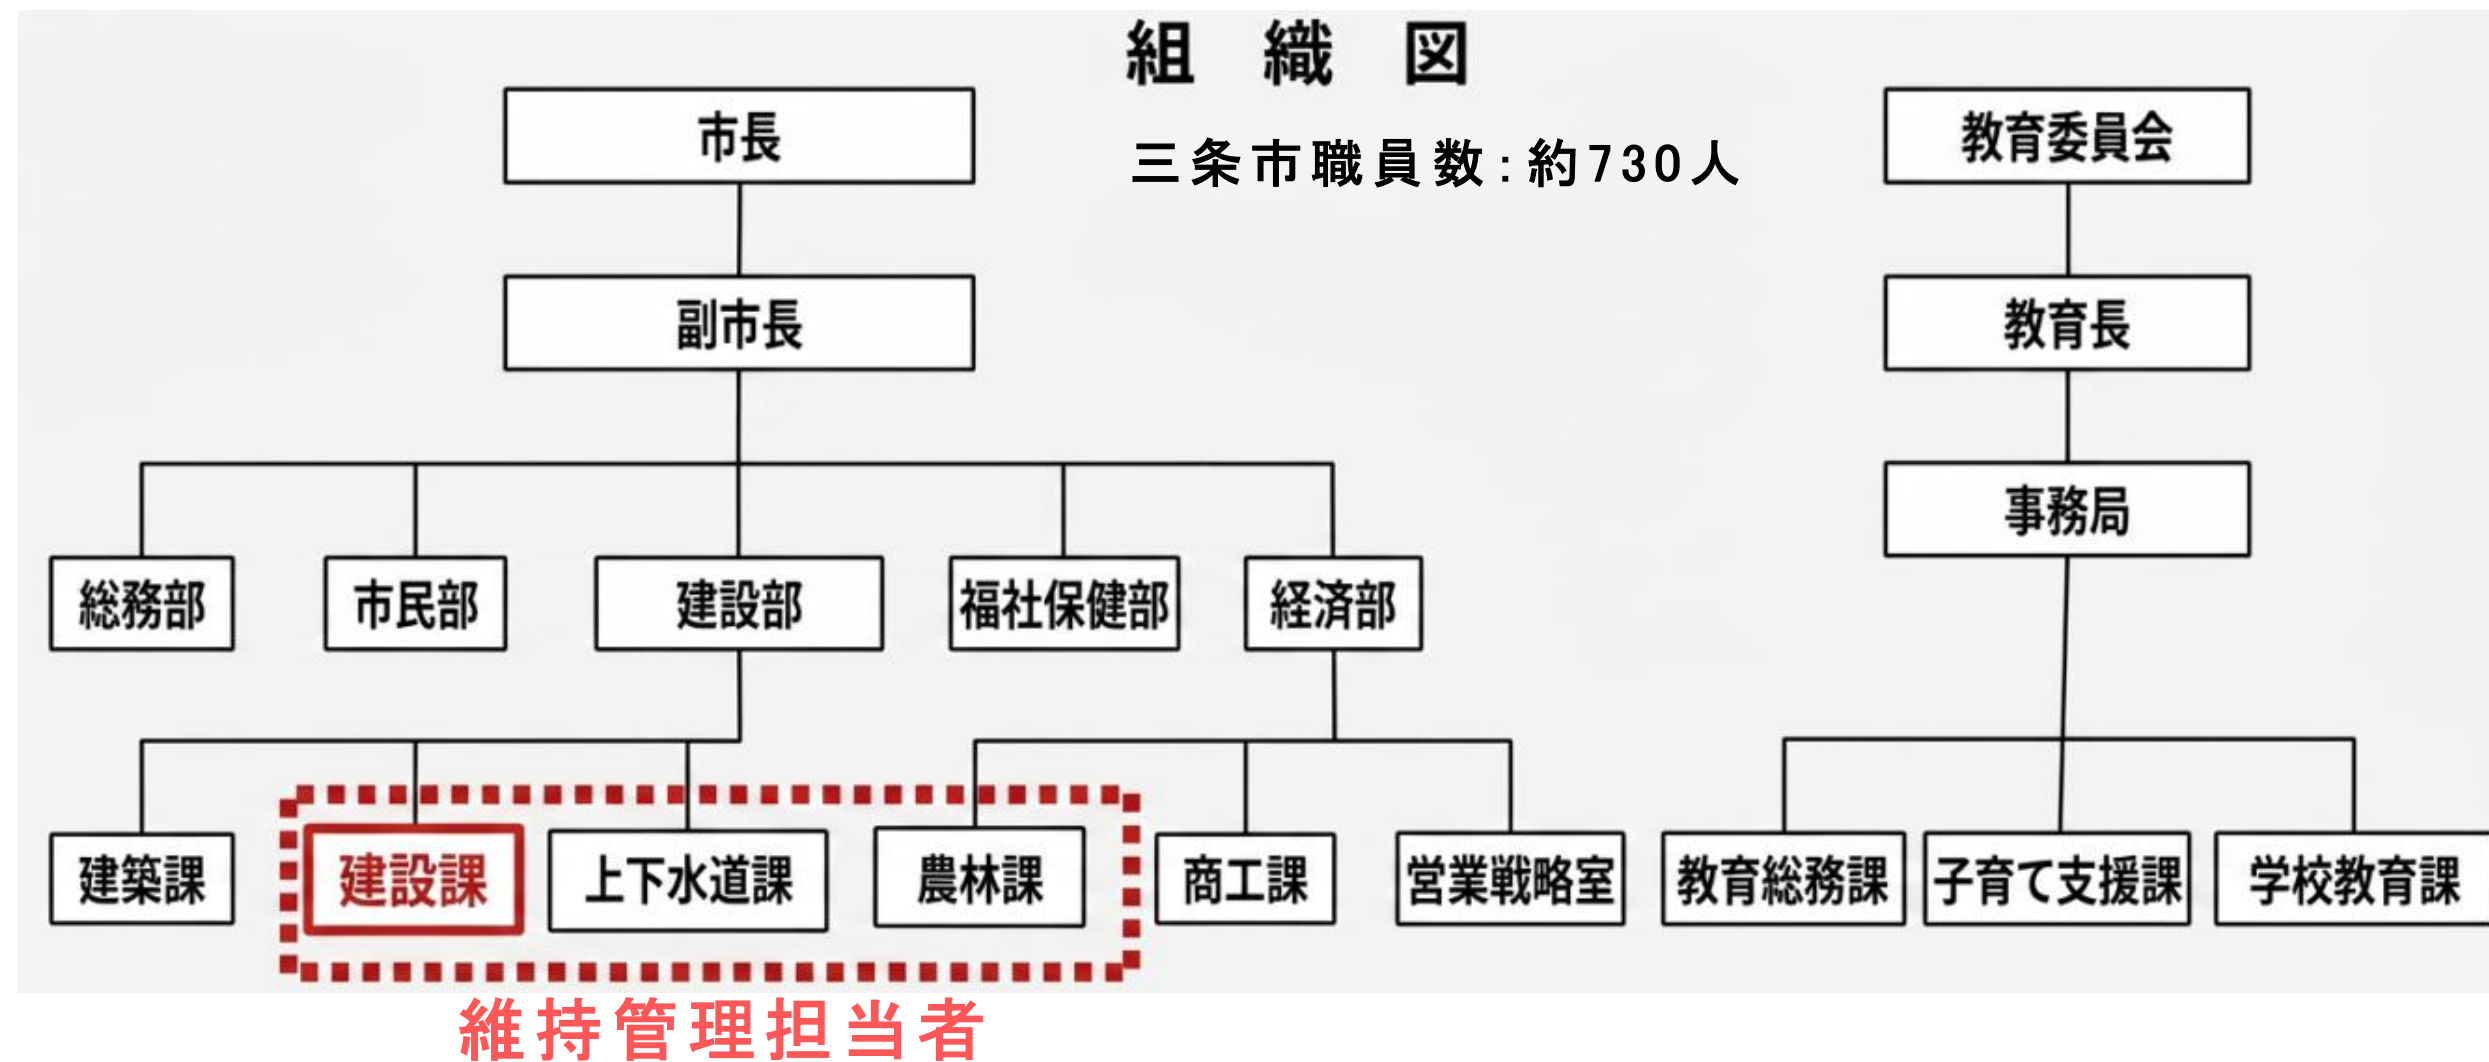 組織図
三条市職員数:約730人
市長
副市長
総務部
市民部
建設部
福祉保健部
経済部
建築課
建設課
上下水道課
農林課
商工課
営業戦略室
維持管理担当者
教育委員会
教育長
事務局
教育総務課
子育て支援課
学校教育課